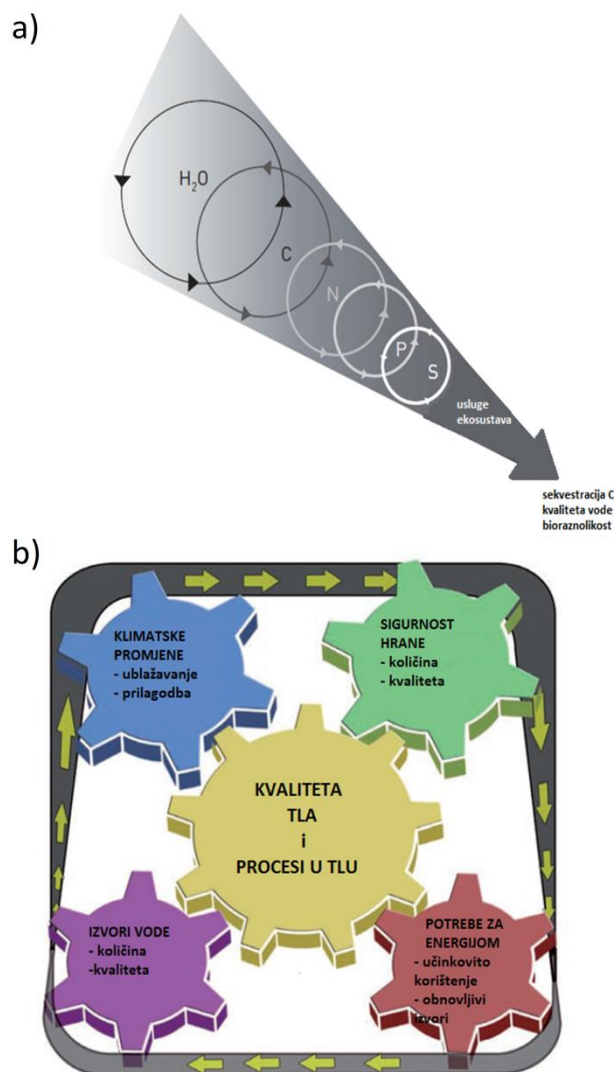 a)
H₂O
C
N
P
S
usluge
ekosustava
sekvestracija C
kvaliteta vode
bioraznolikost
b)
KLIMATSKE
PROMJENE
- ublažavanje
- prilagodba
SIGURNOST
HRANE
- količina
- kvaliteta
KVALITETA
TLA
i
PROCESI U TLU
IZVORI VODE
- količina
-kvaliteta
POTREBE ZA
ENERGIJOM
- učinkovito
korištenje
- obnovljivi
izvori